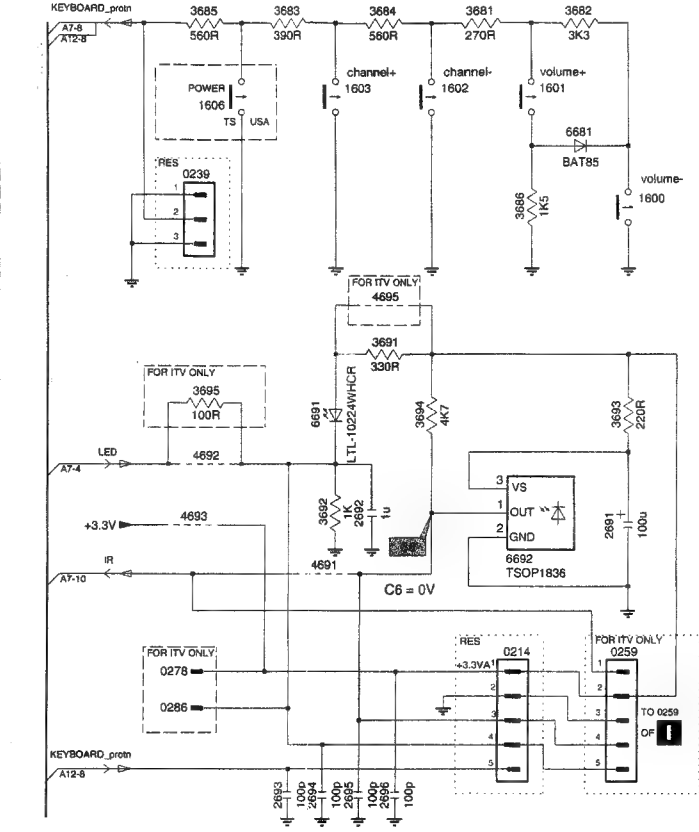 KEYBOARD_protn
A7-8
A12-8
3685
560R
3683
390R
3684
560R
3681
270R
3682
3K3
POWER
1606
TS USA
channel+
1603
channel-
1602
volume+
1601
6681
BAT85
3686
1K5
volume-
1600
RES
0239
1
2
3
FOR ITV ONLY
4695
3691
330R
FOR ITV ONLY
3695
100R
6691
LTL-10224WHCR
3694
4K7
3693
220R
LED
A7-4
4692
3692
1K
2692
1u
3 VS
1 OUT
2 GND
6692
TSOP1836
2691
+
100u
+3.3V
4693
IR
A7-10
4691
C6 = 0V
FOR ITV ONLY
0278
0286
RES
0214
+3.3VA
1
2
3
4
5
FOR ITV ONLY
0259
1
2
3
4
5
TO 0259
OF
KEYBOARD_protn
A12-8
2693
100p
2694
100p
2695
100p
2696
100p